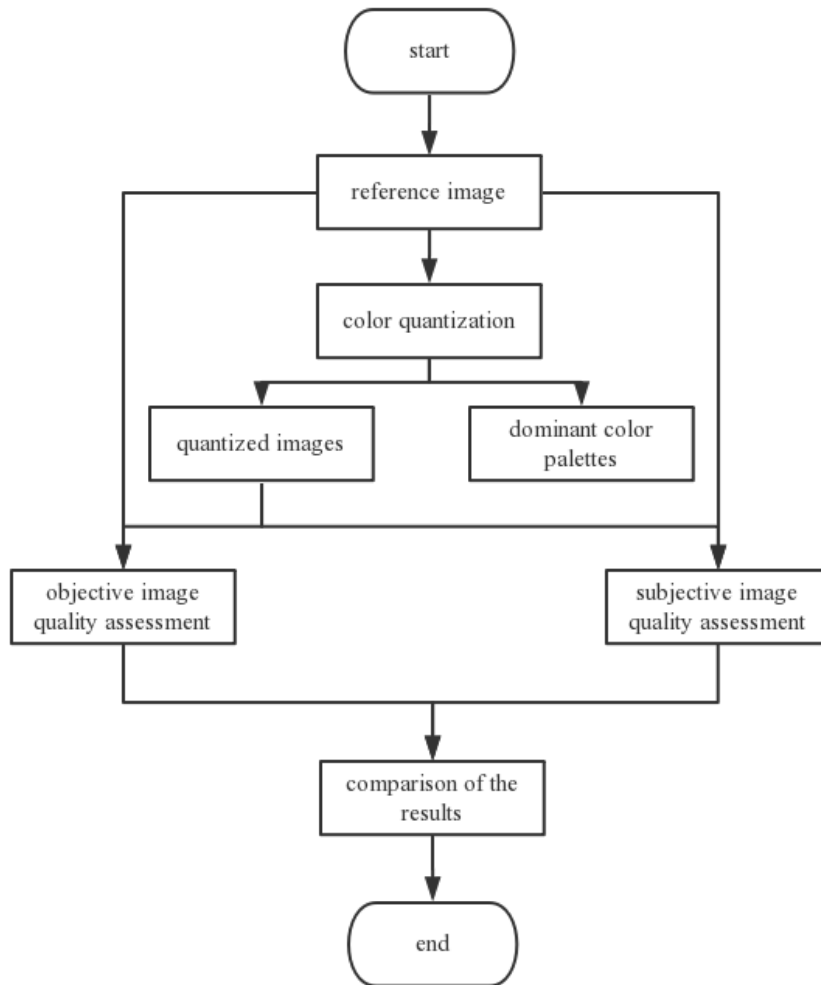 start
reference image
color quantization
quantized images
dominant color
palettes
objective image
quality assessment
subjective image
quality assessment
comparison of the
results
end